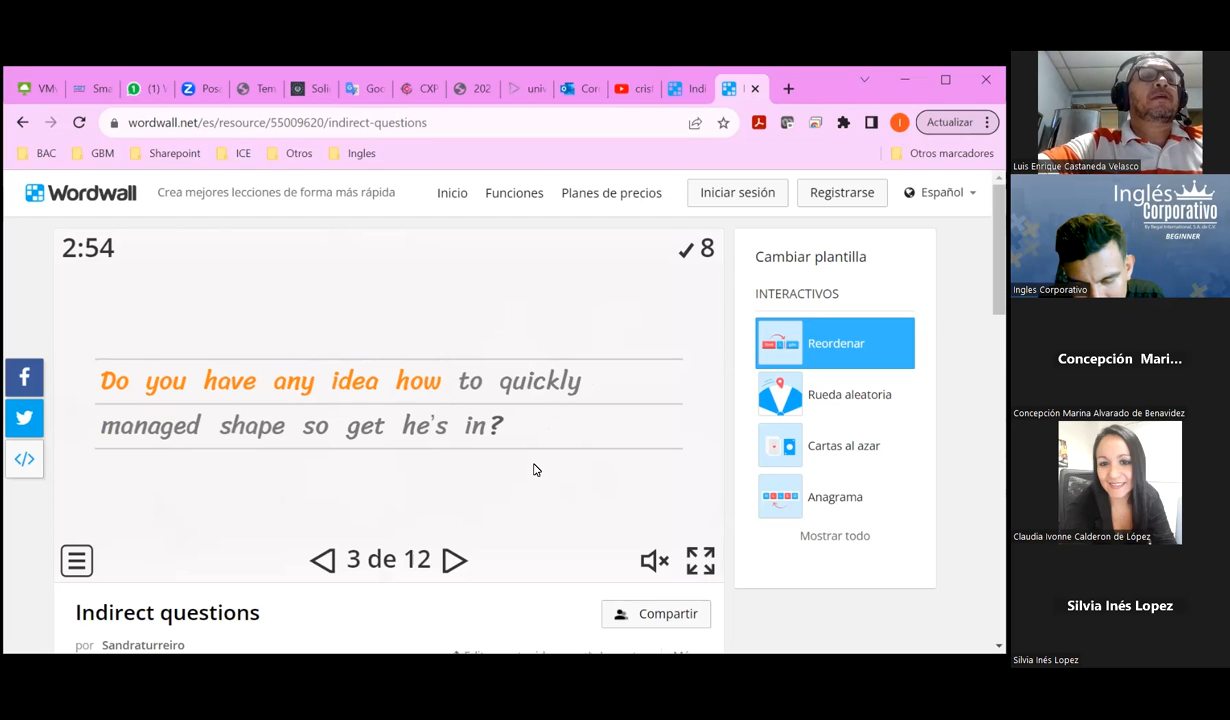 VM
Sma
(1) \
Pos
Tem
Soli
Goc
CXP
202
univ
Cor
cris
Indi
wordwall.net/es/resource/55009620/indirect-questions
Actualizar
BAC
GBM
Sharepoint
ICE
Otros
Ingles
Otros marcadores
Wordwall
Crea mejores lecciones de forma más rápida
Inicio
Funciones
Planes de precios
Iniciar sesión
Registrarse
Español
2:54
8
Do you have any idea how to quickly
managed shape so get he's in?
3 de 12
Indirect questions
Compartir
por Sandraturreiro
Cambiar plantilla
INTERACTIVOS
Reordenar
Rueda aleatoria
Cartas al azar
Anagrama
Mostrar todo
Luis Enrique Castaneda Velasco
Inglés
Corporativo
BEGINNER
Ingles Corporativo
Concepción Mari...
Concepción Marina Alvarado de Benavidez
Claudia Ivonne Calderon de López
Silvia Inés Lopez
Silvia Inés Lopez